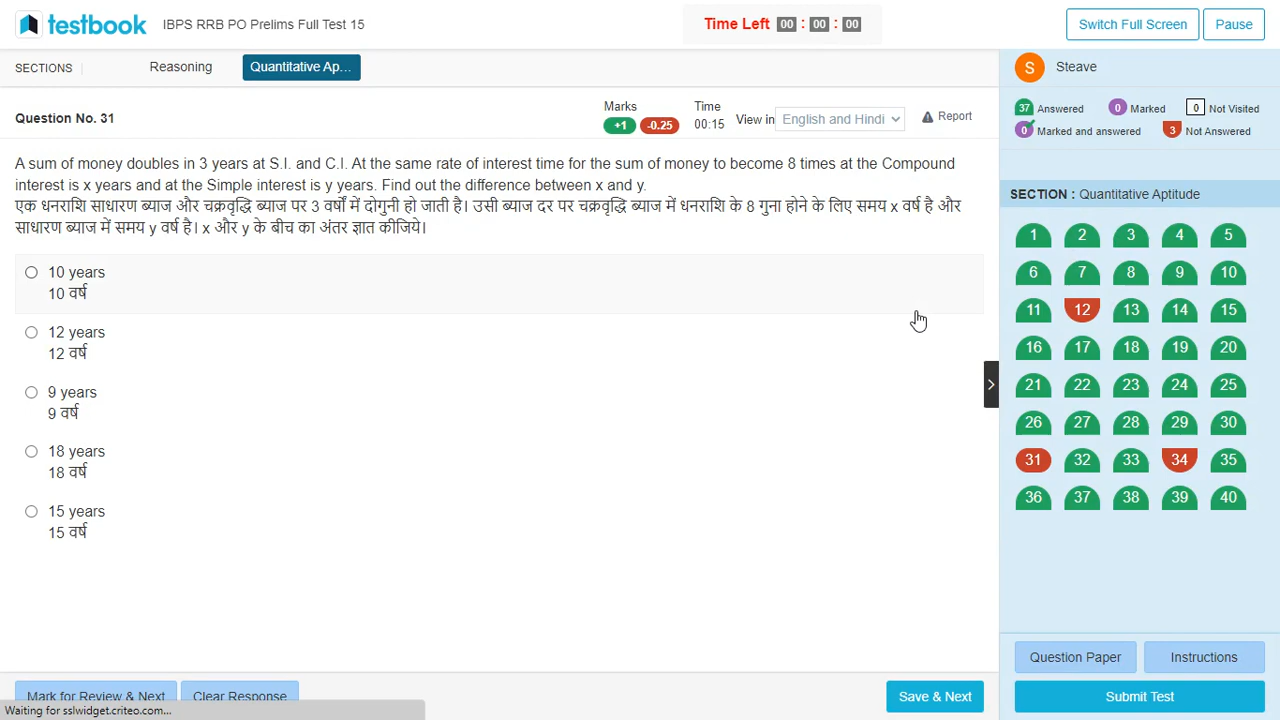 testbook
IBPS RRB PO Prelims Full Test 15
Time Left 00 : 00 : 00
Switch Full Screen
Pause
SECTIONS
Reasoning
Quantitative Ap...
S
Steave
Question No. 31
Marks
+1 -0.25
Time
00:15
View in
English and Hindi
Report
37 Answered
0 Marked
0 Not Visited
0 Marked and answered
3 Not Answered
A sum of money doubles in 3 years at S.I. and C.I. At the same rate of interest time for the sum of money to become 8 times at the Compound
interest is x years and at the Simple interest is y years. Find out the difference between x and y.
एक धनराशि साधारण ब्याज और चक्रवृद्धि ब्याज पर 3 वर्षों में दोगुनी हो जाती है। उसी ब्याज दर पर चक्रवृद्धि ब्याज में धनराशि के 8 गुना होने के लिए समय x वर्ष है और
साधारण ब्याज में समय y वर्ष है। x और y के बीच का अंतर ज्ञात कीजिये।
10 years
10 वर्ष
12 years
12 वर्ष
9 years
9 वर्ष
18 years
18 वर्ष
15 years
15 वर्ष
SECTION : Quantitative Aptitude
1 2 3 4 5
6 7 8 9 10
11 12 13 14 15
16 17 18 19 20
21 22 23 24 25
26 27 28 29 30
31 32 33 34 35
36 37 38 39 40
Question Paper
Instructions
Mark for Review & Next
Clear Response
Save & Next
Submit Test
Waiting for sslwidget.criteo.com...